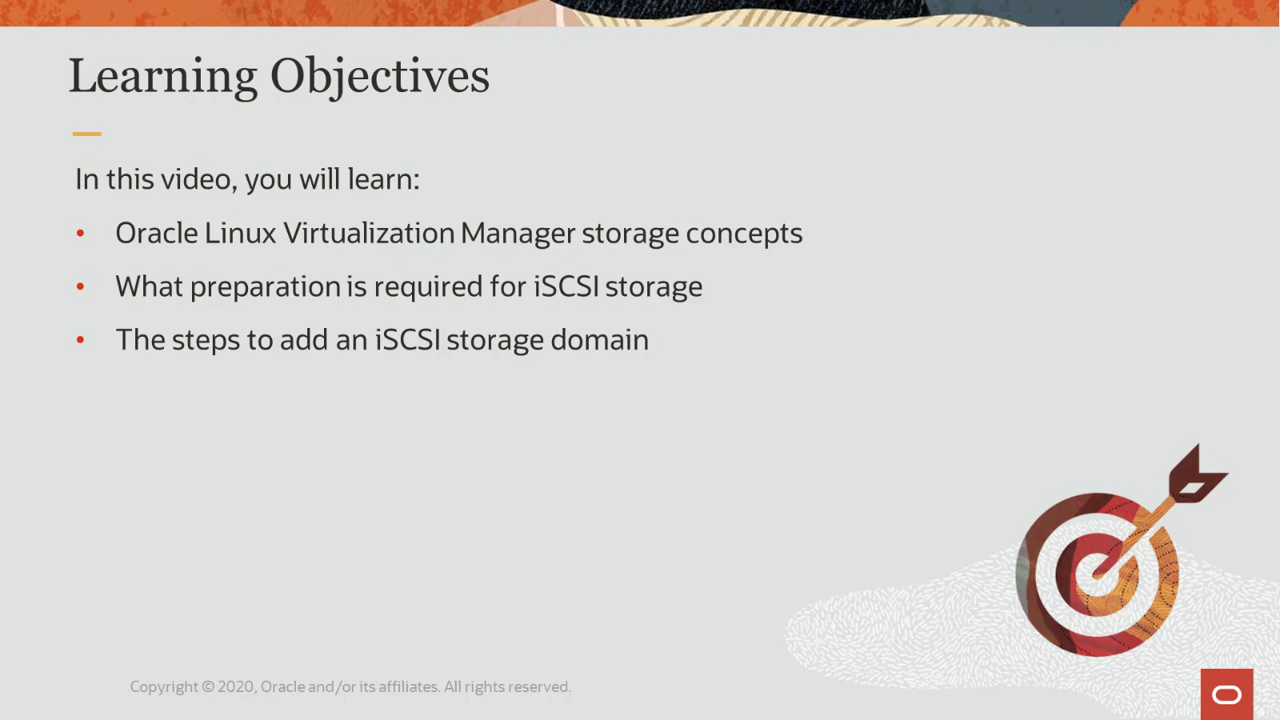 Learning Objectives
In this video, you will learn:
• Oracle Linux Virtualization Manager storage concepts
• What preparation is required for iSCSI storage
• The steps to add an iSCSI storage domain
Copyright © 2020, Oracle and/or its affiliates. All rights reserved.